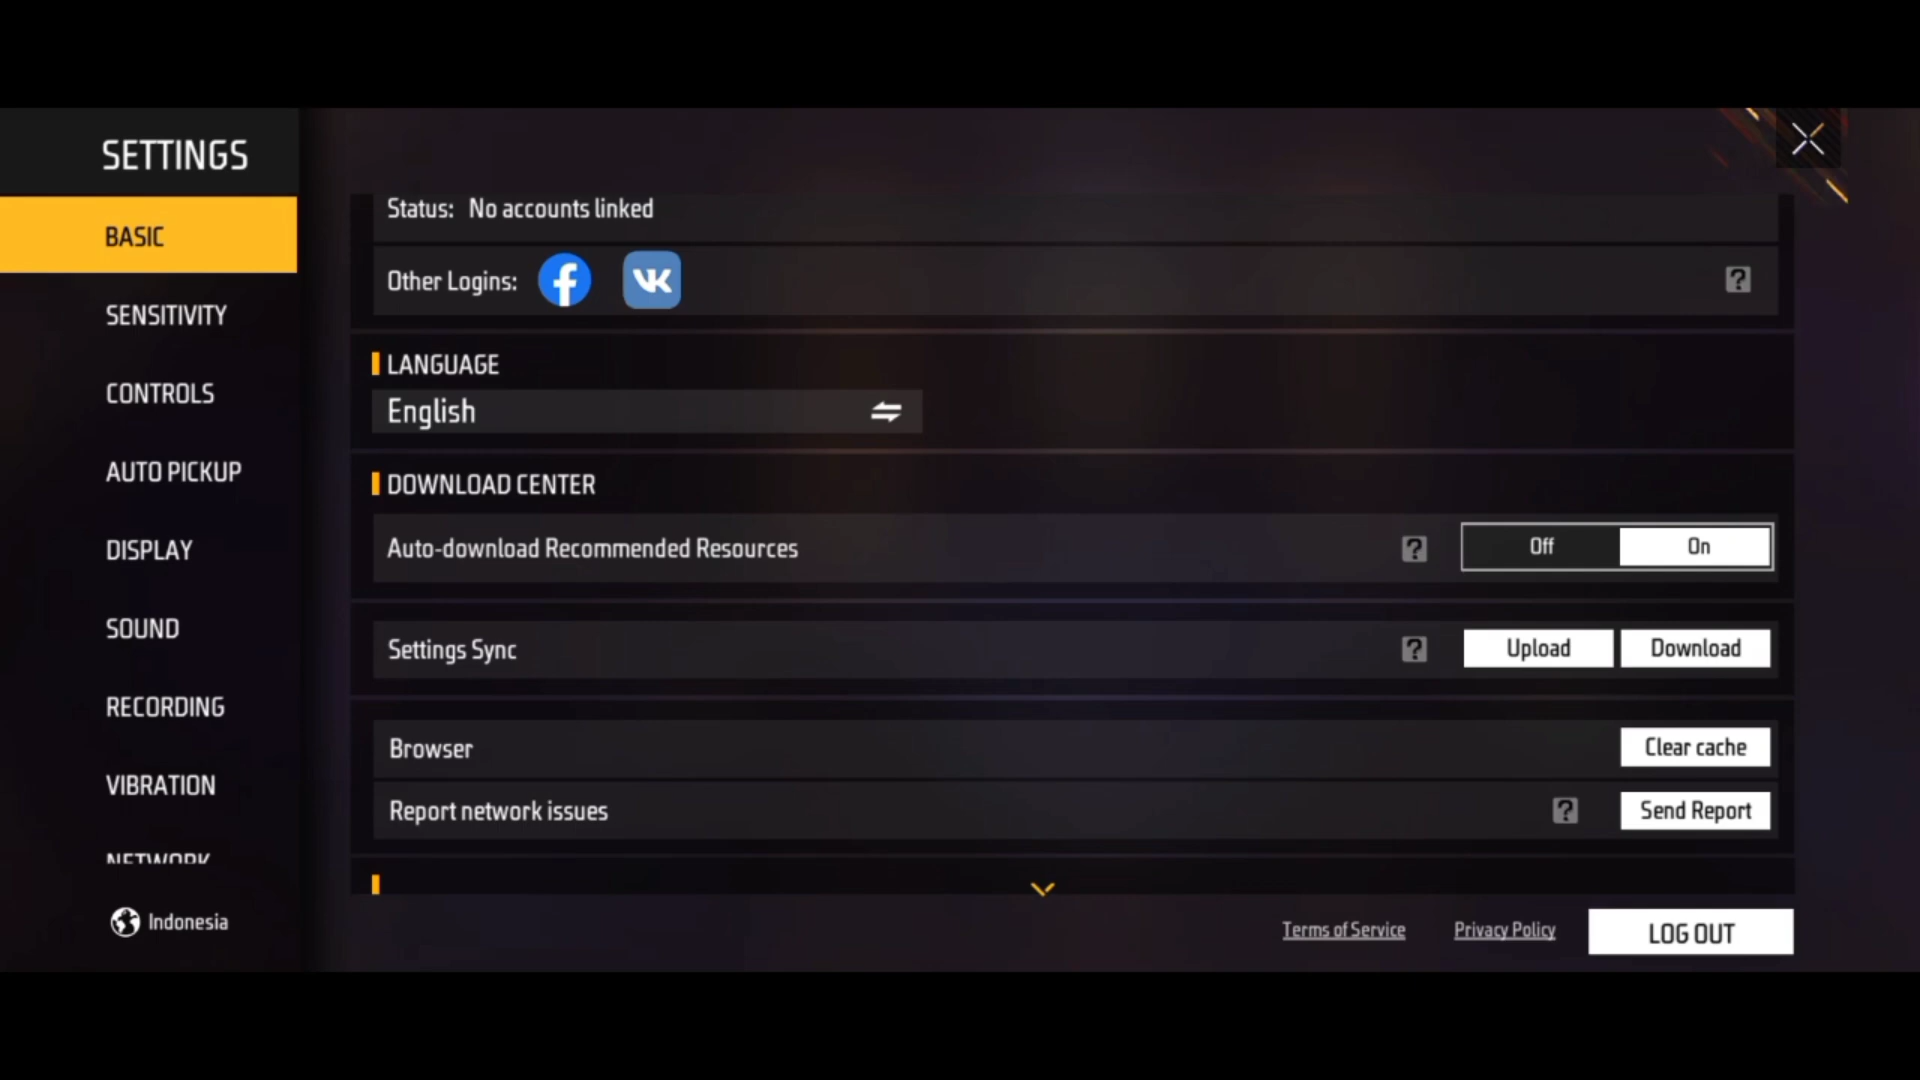 SETTINGS
BASIC
SENSITIVITY
CONTROLS
AUTO PICKUP
DISPLAY
SOUND
RECORDING
VIBRATION
NETWORK
Indonesia
Status: No accounts linked
Other Logins:
?
LANGUAGE
English
DOWNLOAD CENTER
Auto-download Recommended Resources ? Off On
Settings Sync ? Upload Download
Browser Clear cache
Report network issues ? Send Report
Terms of Service Privacy Policy LOG OUT